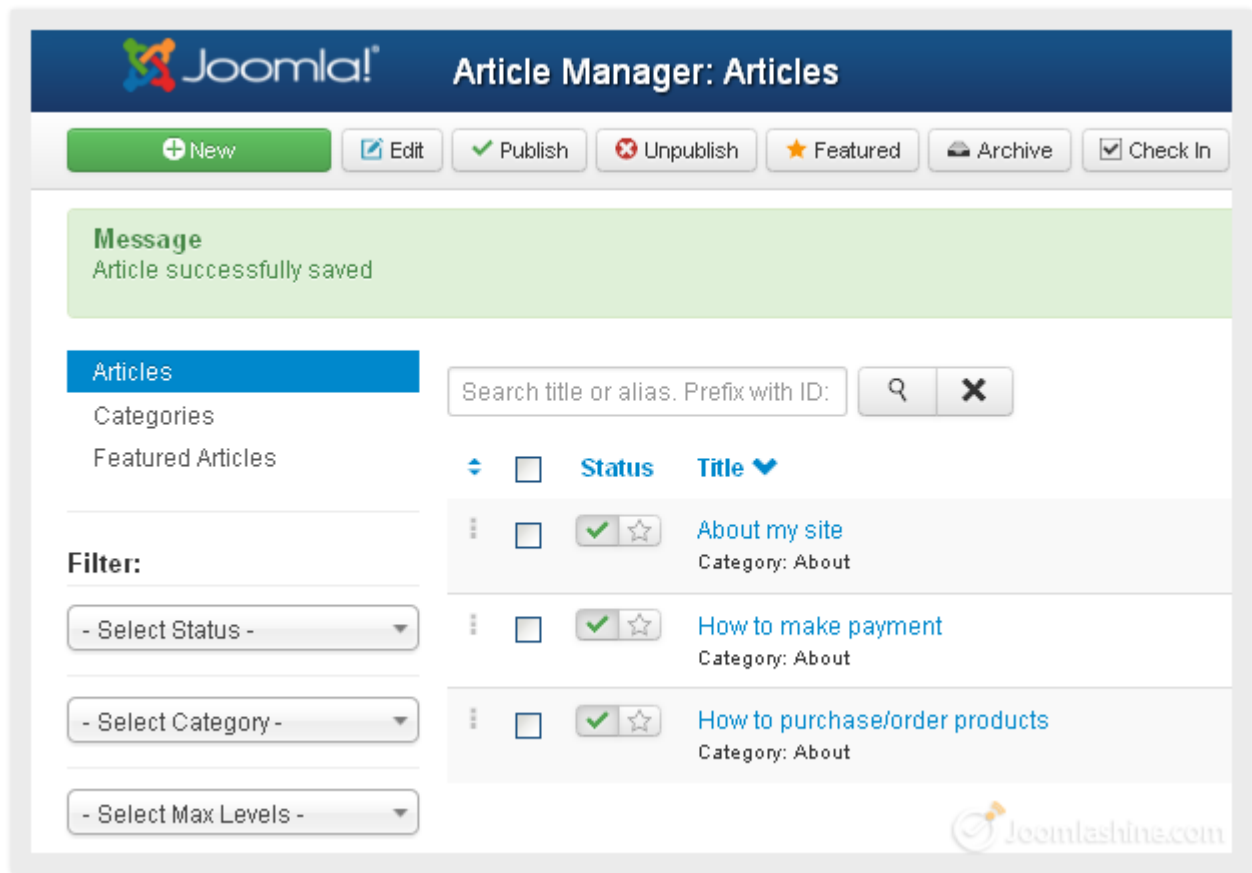 Joomla!® Article Manager: Articles
New Edit Publish Unpublish Featured Archive Check In
Message
Article successfully saved
Articles
Categories
Featured Articles
Filter:
- Select Status -
- Select Category -
- Select Max Levels -
Search title or alias. Prefix with ID:
Status Title
About my site
Category: About
How to make payment
Category: About
How to purchase/order products
Category: About
Joomlashine.com